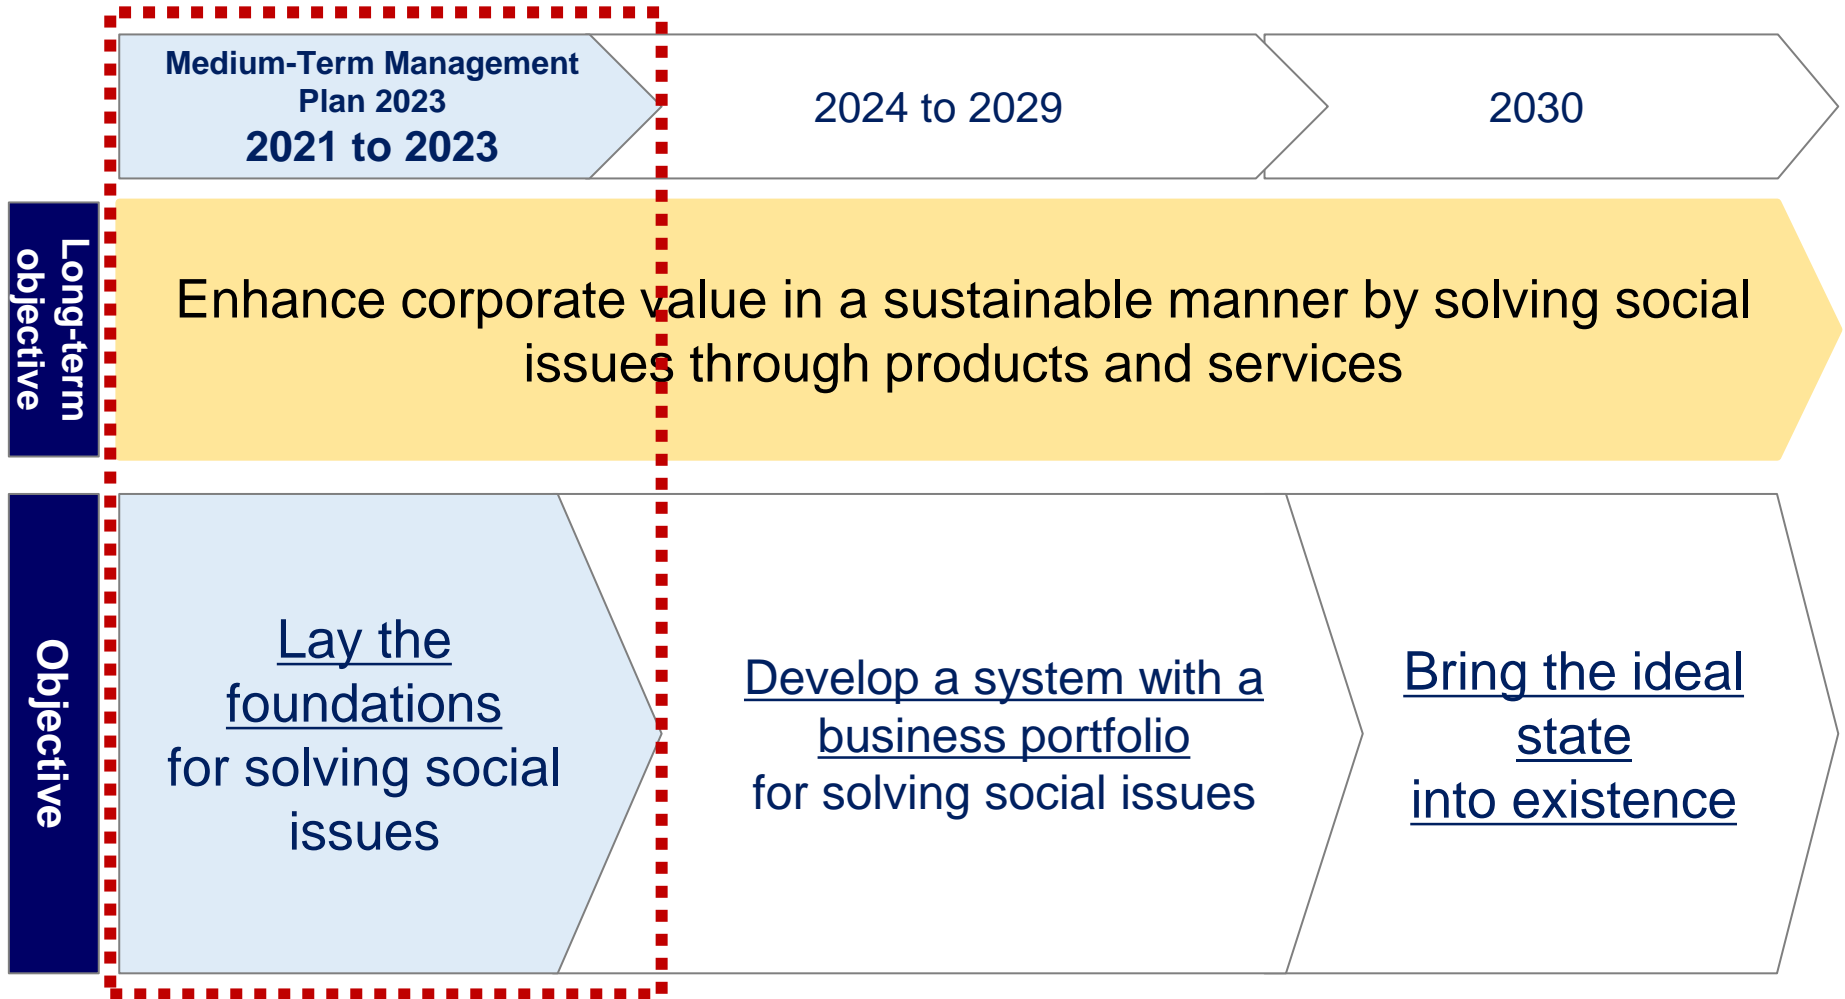 Medium-Term Management
Plan 2023
2021 to 2023
2024 to 2029
2030
Long-term
objective
Enhance corporate value in a sustainable manner by solving social
issues through products and services
Objective
Lay the
foundations
for solving social
issues
Develop a system with a
business portfolio
for solving social issues
Bring the ideal
state
into existence